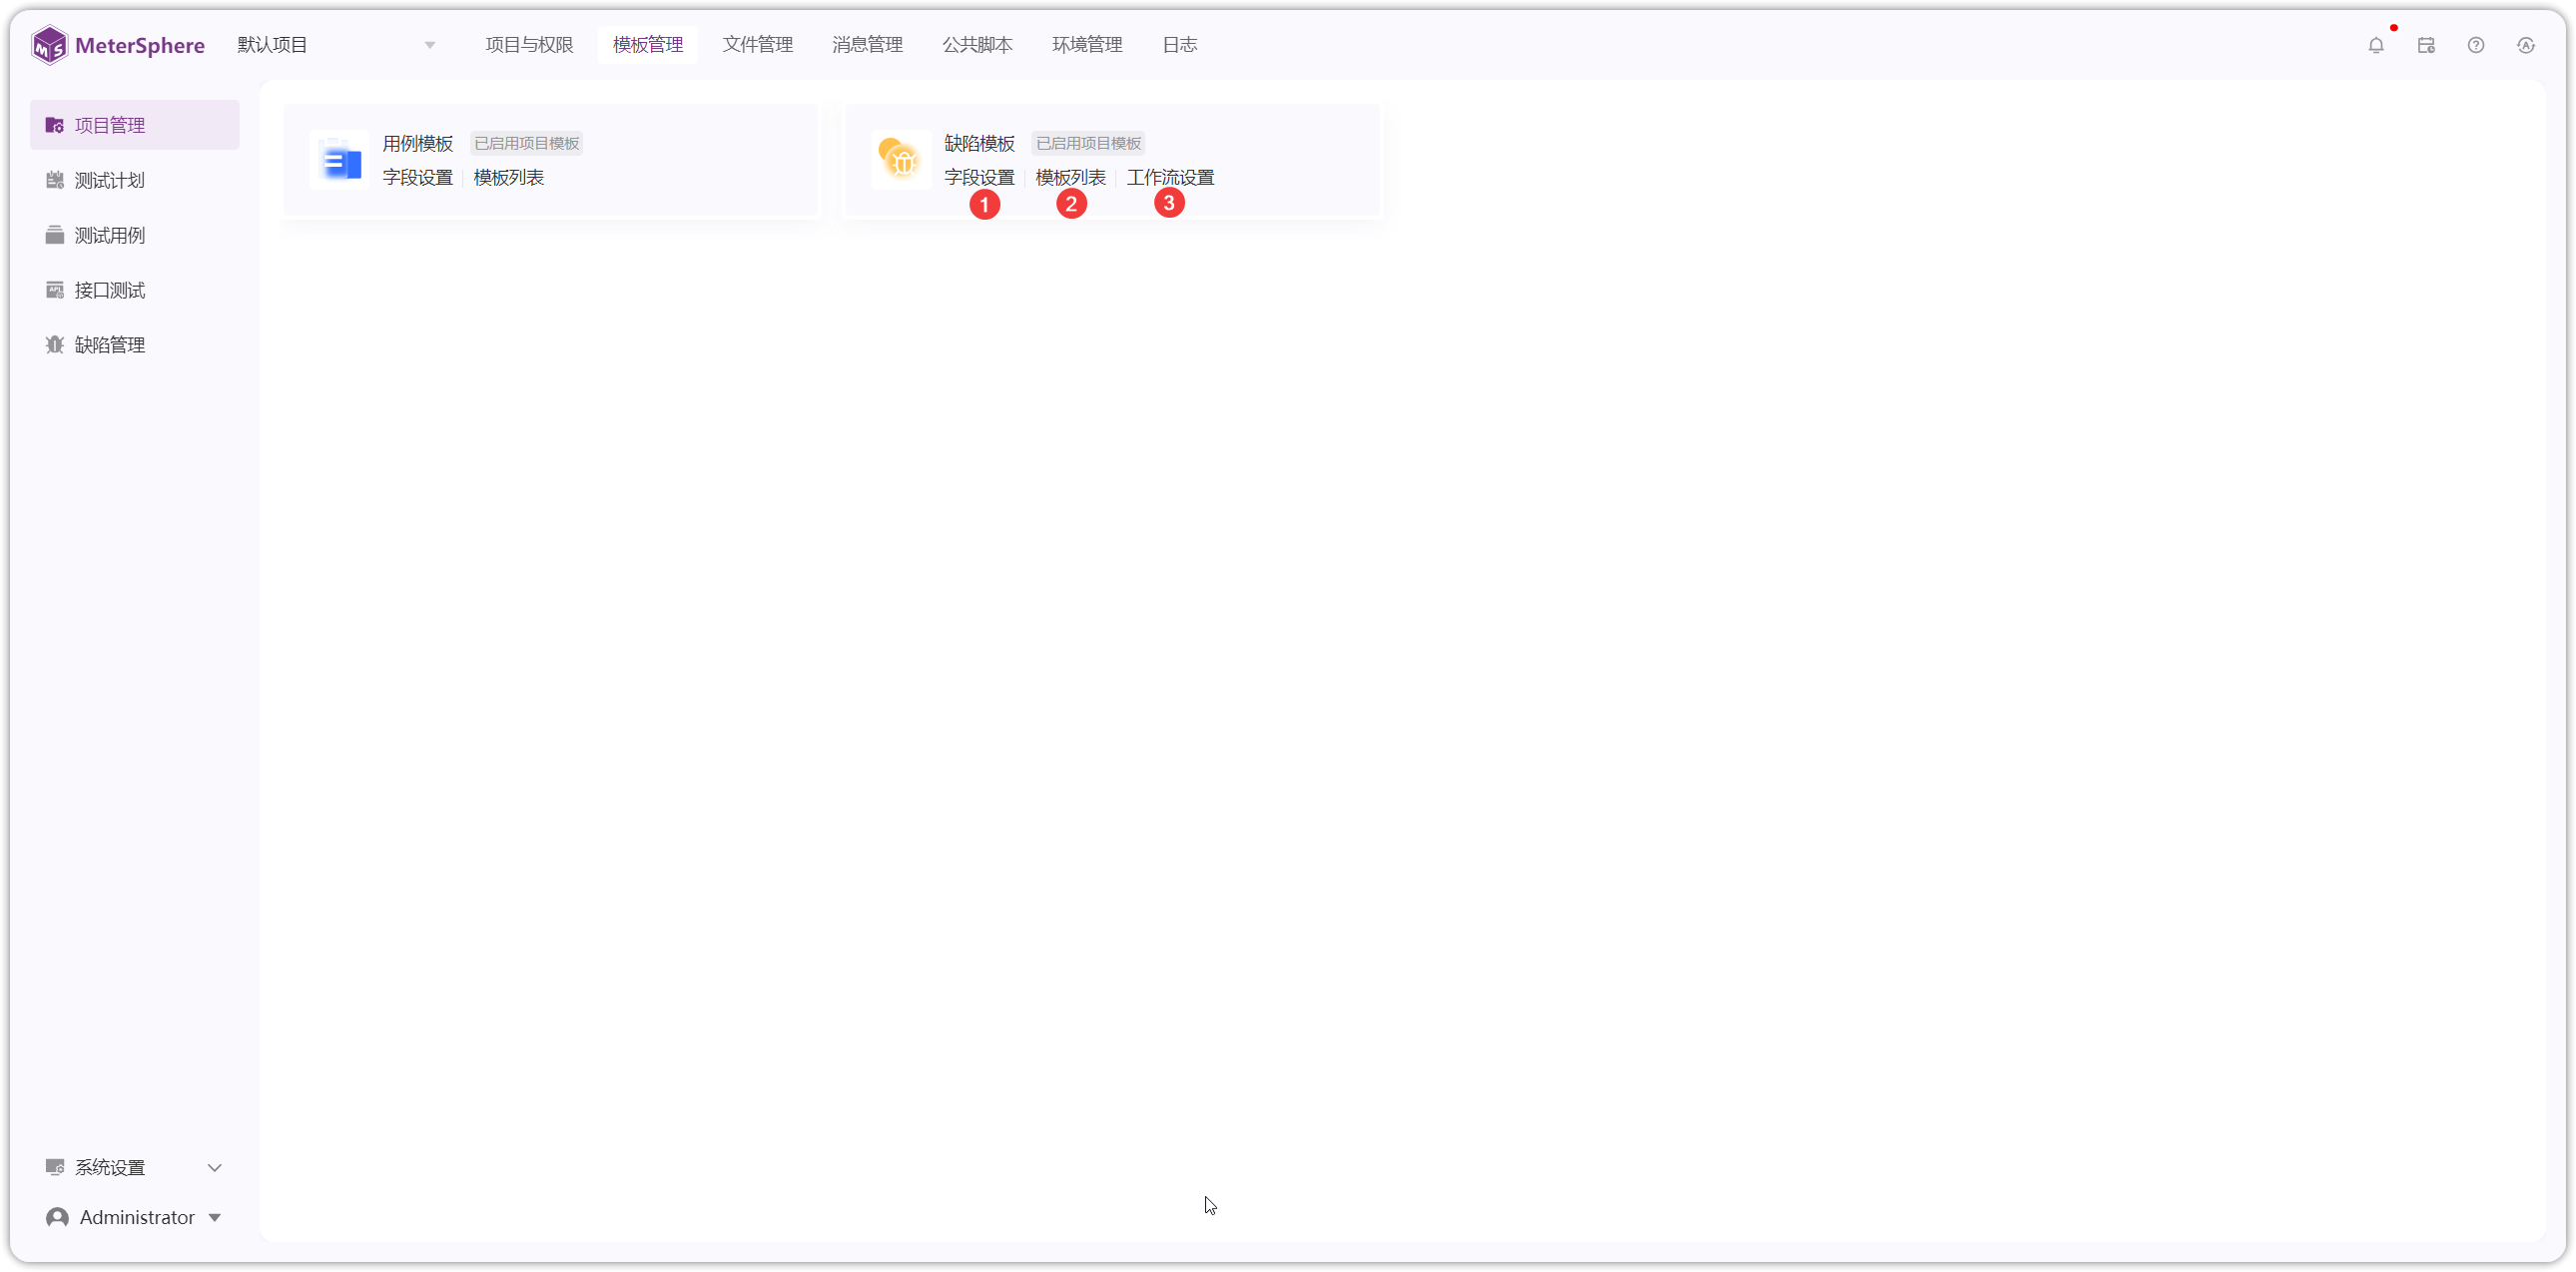 MeterSphere 默认项目 项目与权限 模板管理 文件管理 消息管理 公共脚本 环境管理 日志
项目管理
测试计划
测试用例
接口测试
缺陷管理
用例模板 已启用项目模板
字段设置 模板列表
缺陷模板 已启用项目模板
字段设置 模板列表 工作流设置
1 2 3
系统设置
Administrator